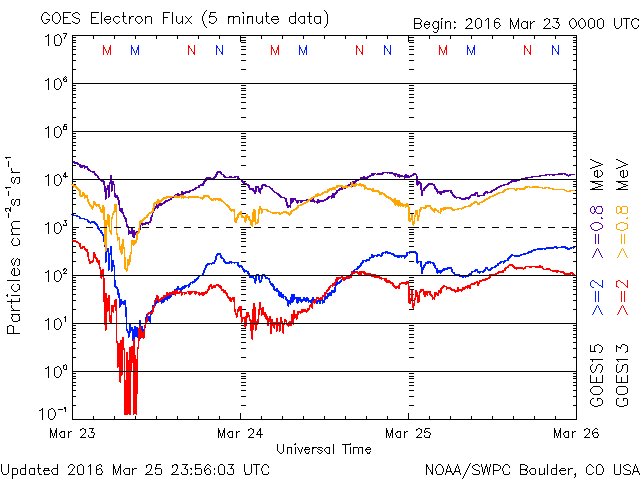 GOES Electron Flux (5 minute data)
Begin: 2016 Mar 23 0000 UTC
M M N N M M N N M M N N
10⁷
10⁶
10⁵
10⁴
10³
10²
10¹
10⁰
10⁻¹
Particles cm⁻²s⁻¹sr⁻¹
Mar 23 Mar 24 Mar 25 Mar 26
Universal Time
GOES15 >=2 >=0.8 MeV
GOES13 >=2 >=0.8 MeV
Updated 2016 Mar 25 23:56:03 UTC
NOAA/SWPC Boulder, CO USA